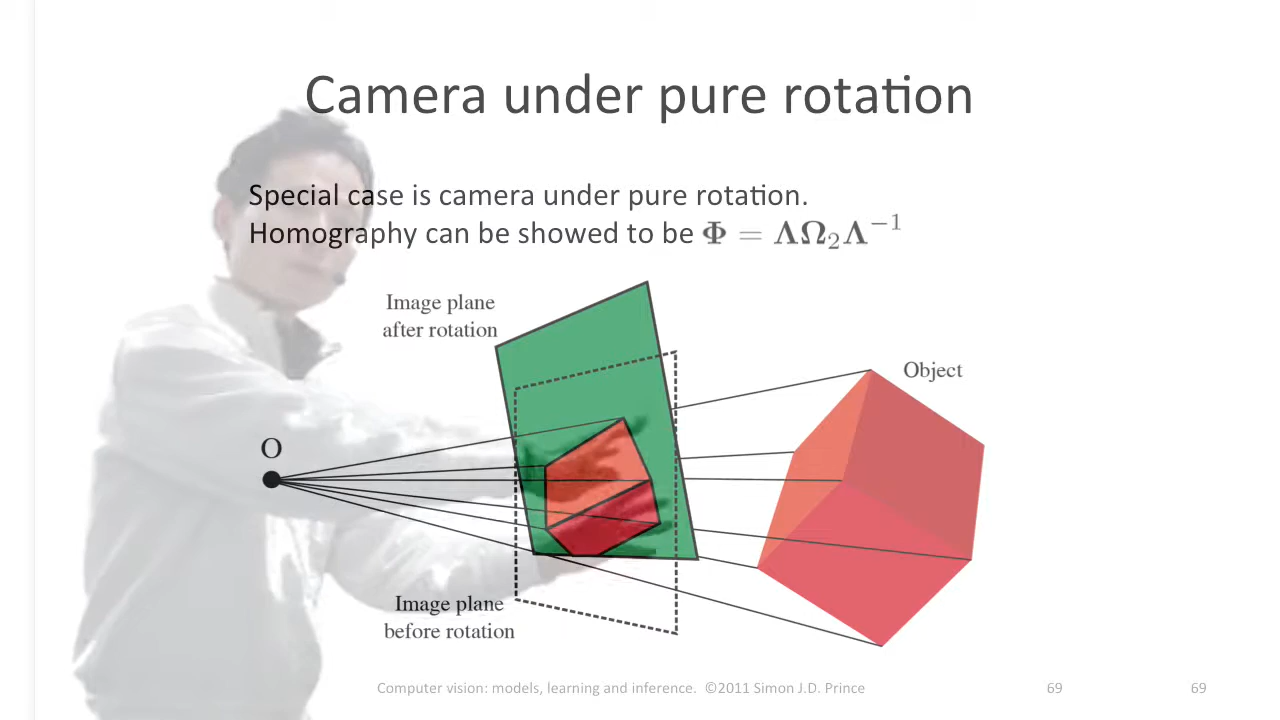 Camera under pure rotation
Special case is camera under pure rotation.
Homography can be showed to be Φ = ΛΩ₂Λ⁻¹
Image plane
after rotation
Object
O
Image plane
before rotation
Computer vision: models, learning and inference. ©2011 Simon J.D. Prince
69
69